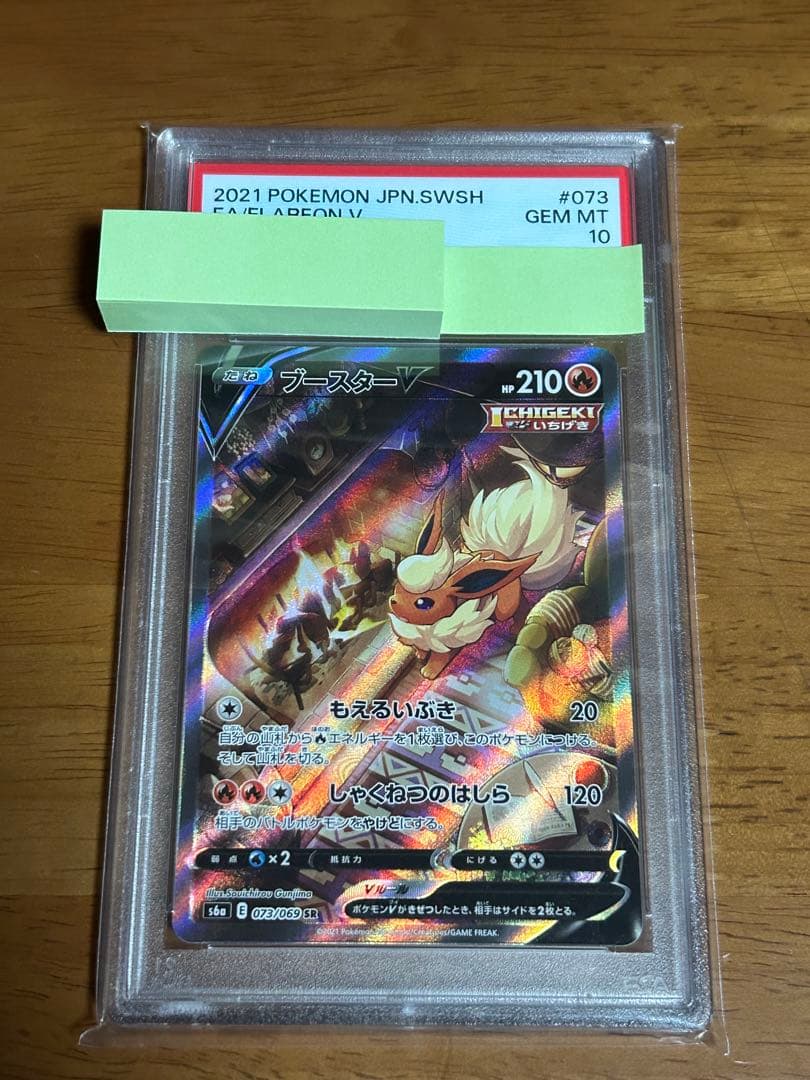 2021 POKEMON JPN.SWSH #073
FA/FLAREON V GEM MT
10
たね ブースターV HP 210
ICHIGEKI
いちげき
もえるいぶき 20
自分の山札からエネルギーを1枚選び、このポケモンにつける。
そして山札を切る。
しゃくねつのはしら 120
相手のバトルポケモンをやけどにする。
弱点 ×2 抵抗力 にげる
Illus. Souichirou Gunjima
Vルール
ポケモンVがきぜつしたとき、相手はサイドを2枚とる。
s6a E 073/069 SR
©2021 Pokémon/Nintendo/Creatures/GAME FREAK.